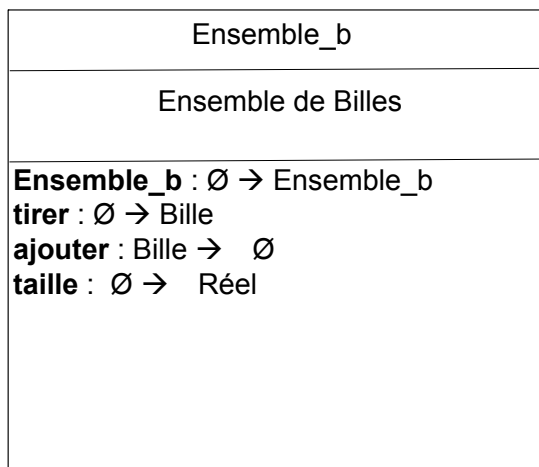 Ensemble_b
Ensemble de Billes
Ensemble_b : Ø → Ensemble_b
tirer : Ø → Bille
ajouter : Bille → Ø
taille : Ø → Réel